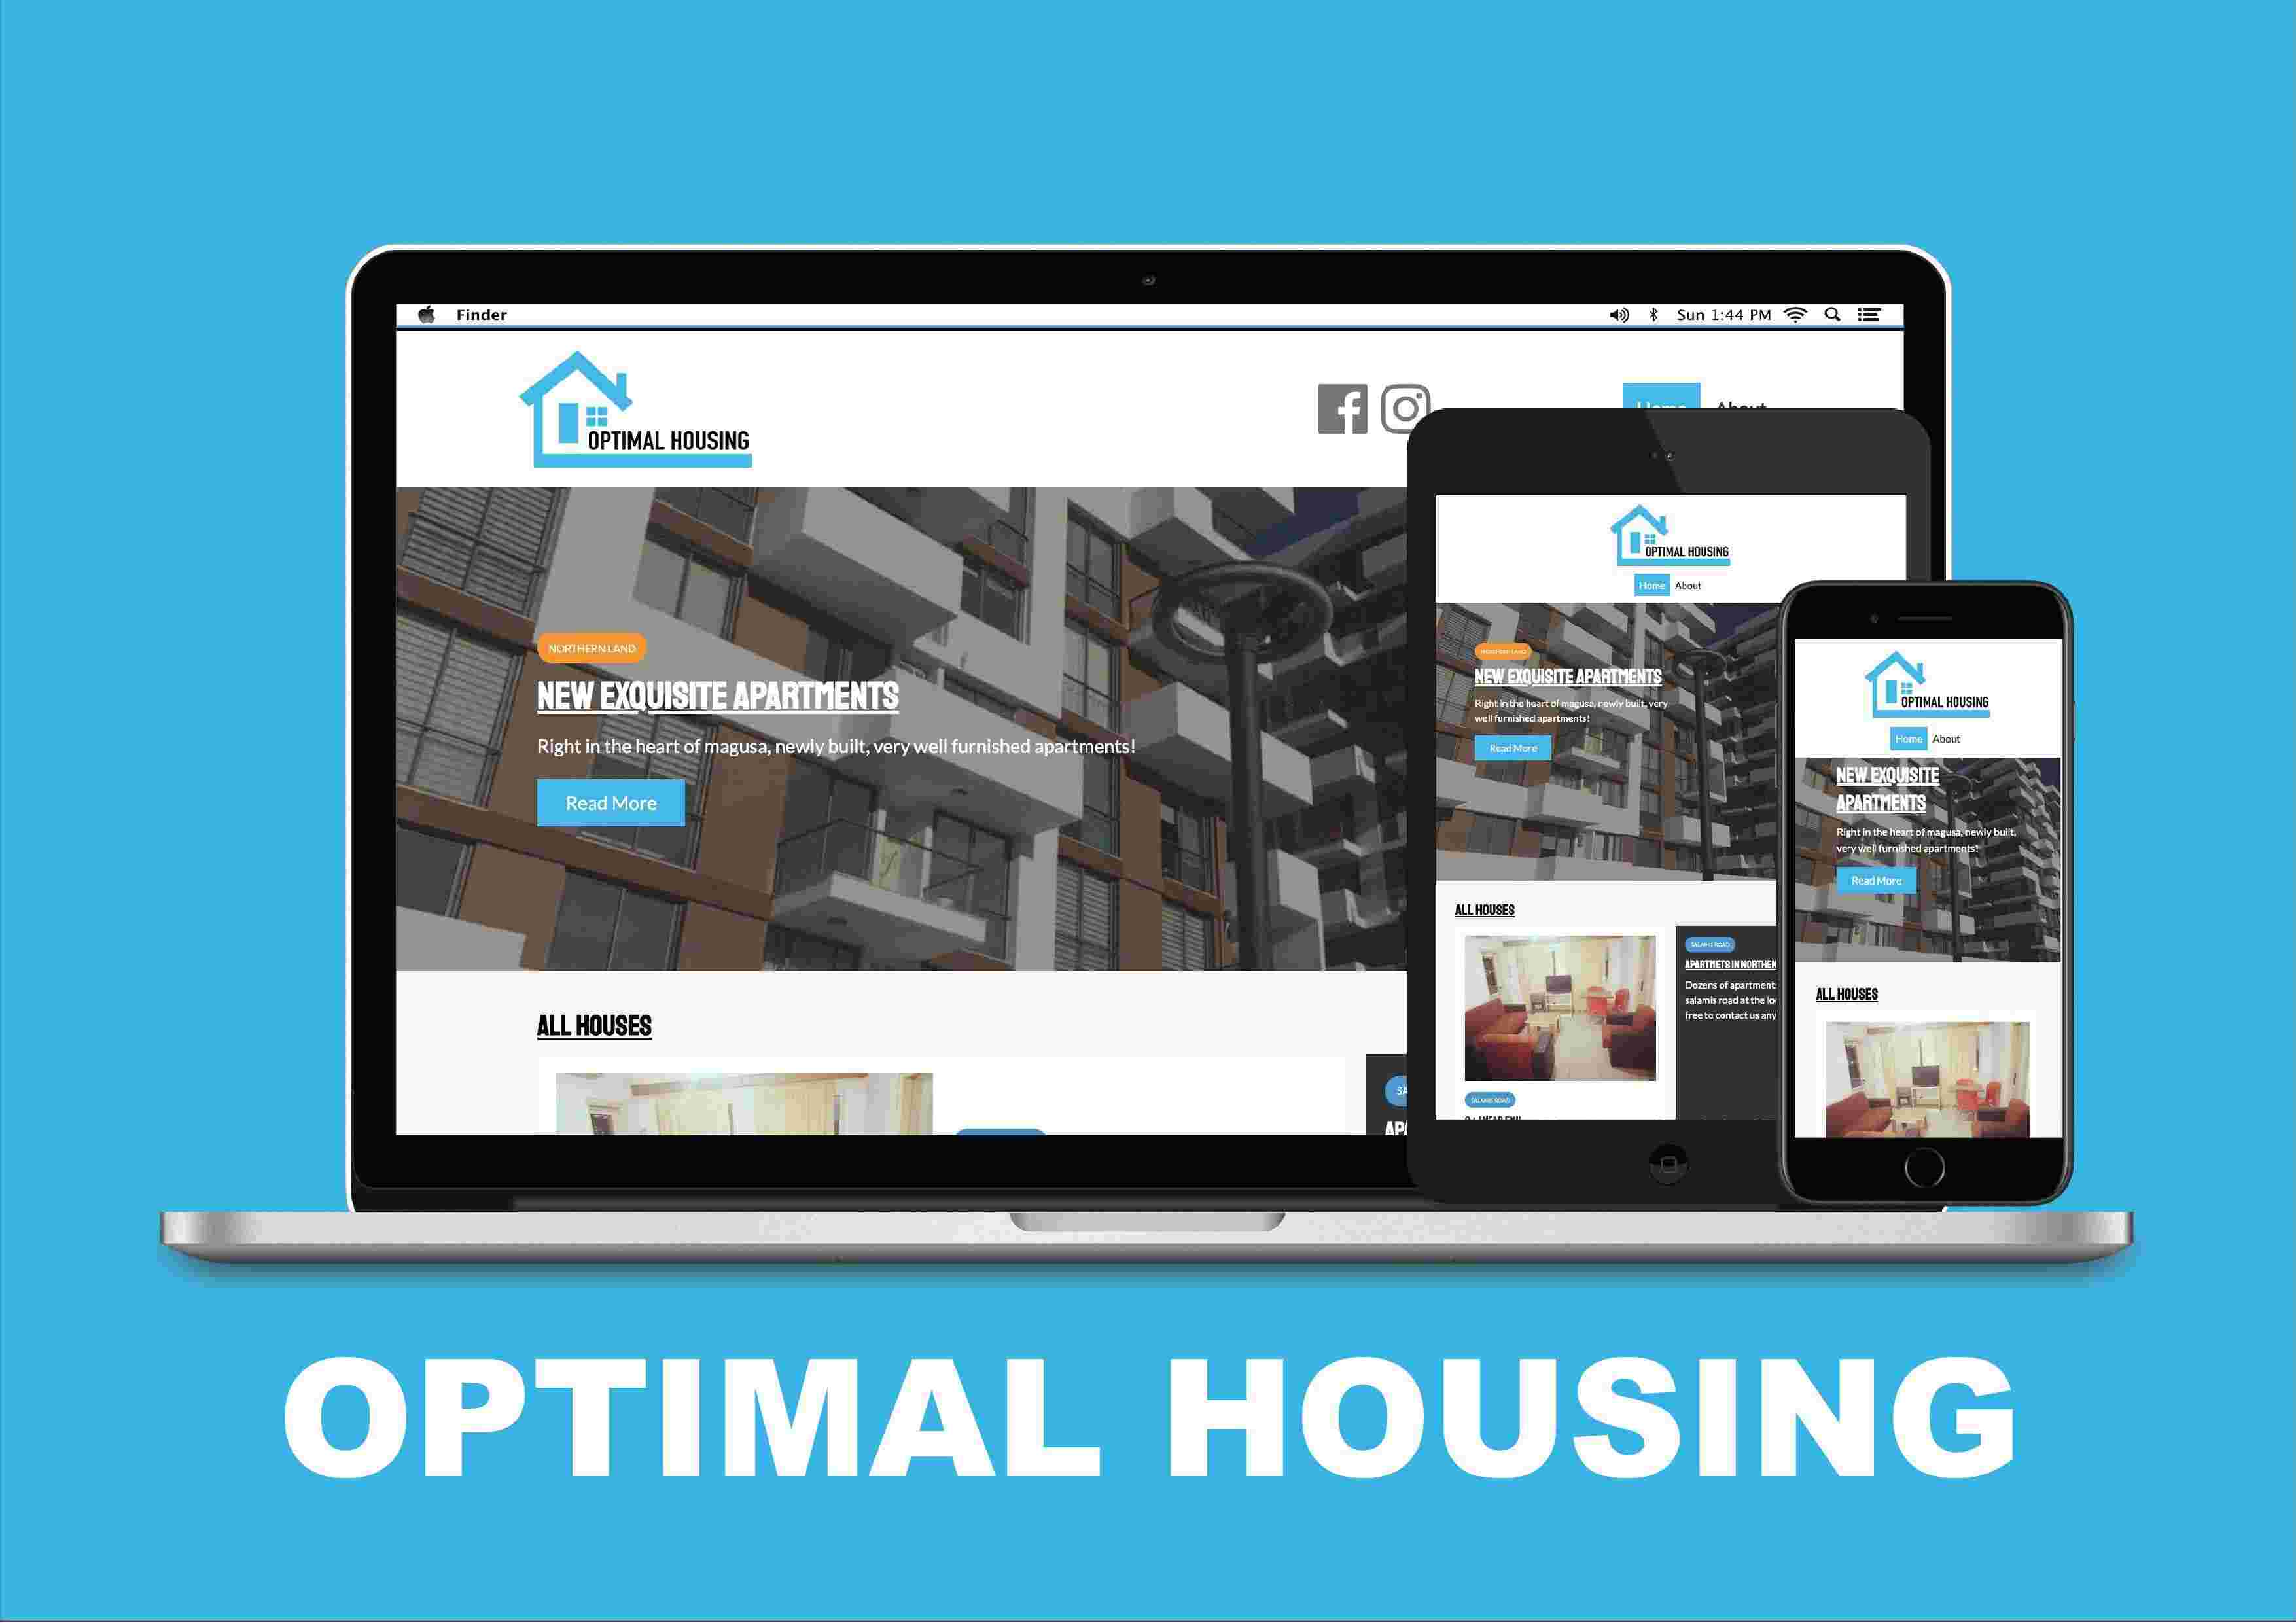 Finder
Sun 1:44 PM
OPTIMAL HOUSING
Home About
NORTHERN LAND
NEW EXQUISITE APARTMENTS
Right in the heart of magusa, newly built, very well furnished apartments!
Read More
ALL HOUSES
SA
AP
OPTIMAL HOUSING
Home About
NORTHERN LAND
NEW EXQUISITE APARTMENTS
Right in the heart of magusa, newly built, very
well furnished apartments!
Read More
ALL HOUSES
SALAMIS ROAD
APARTMETS IN NORTHEN
Dozens of apartment
salamis road at the lo
free to contact us any
SALAMIS ROAD
OPTIMAL HOUSING
Home About
NEW EXQUISITE
APARTMENTS
Right in the heart of magusa, newly built,
very well furnished apartments!
Read More
ALL HOUSES
OPTIMAL HOUSING